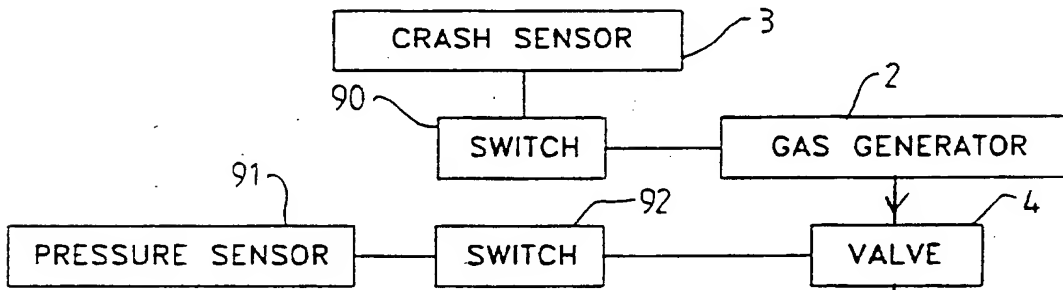 CRASH SENSOR 3
90 2
SWITCH GAS GENERATOR
91 92 4
PRESSURE SENSOR SWITCH VALVE